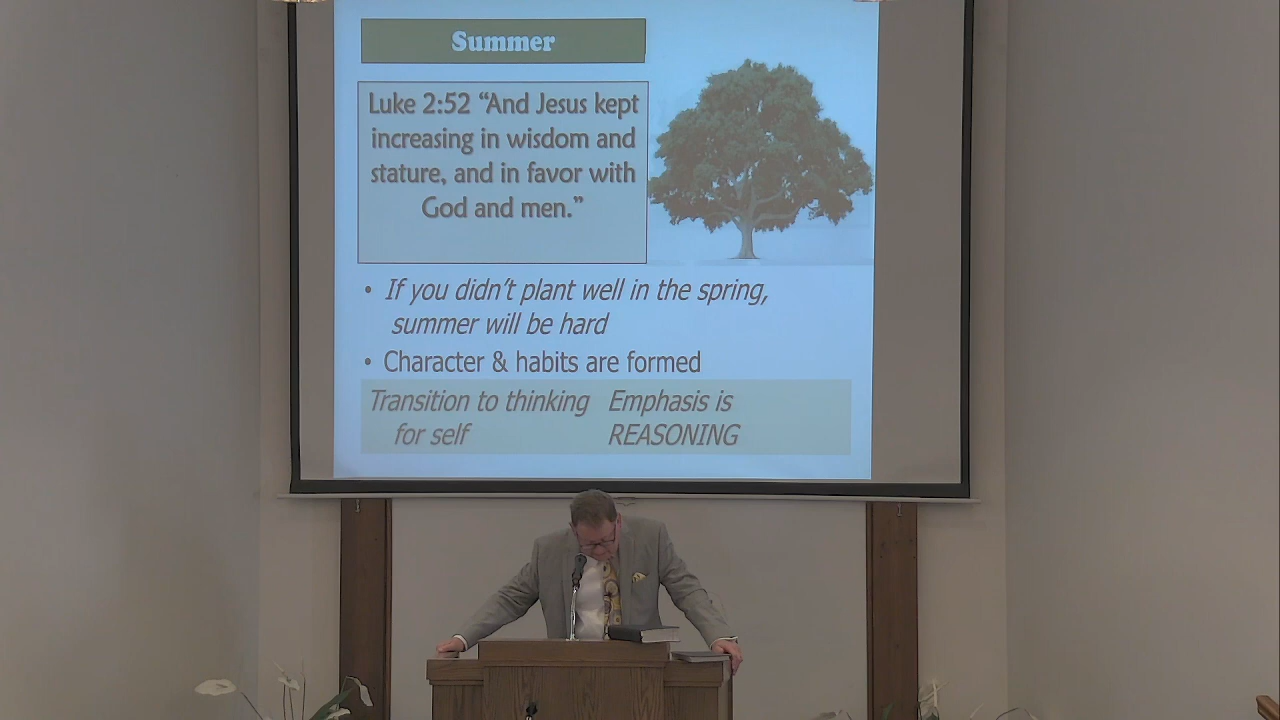 Summer
Luke 2:52 “And Jesus kept
increasing in wisdom and
stature, and in favor with
God and men.”
• If you didn’t plant well in the spring,
summer will be hard
• Character & habits are formed
Transition to thinking
for self
Emphasis is
REASONING